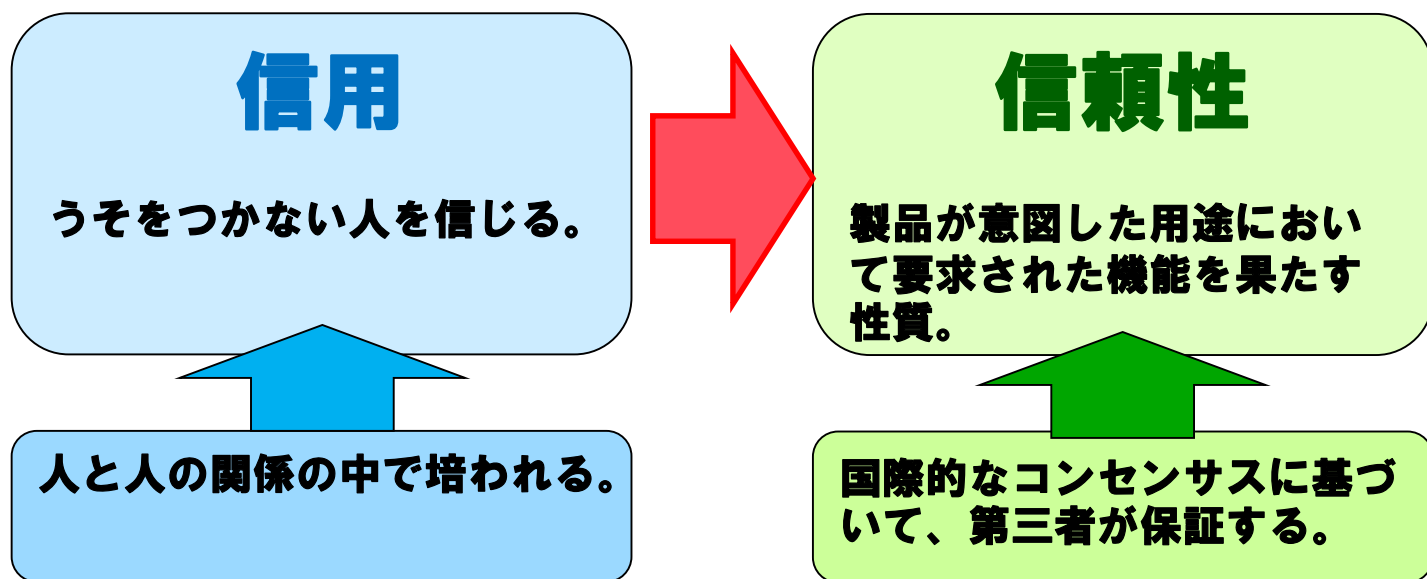 信用
うそをつかない人を信じる。
人と人の関係の中で培われる。
信頼性
製品が意図した用途におい
て要求された機能を果たす
性質。
国際的なコンセンサスに基づ
いて、第三者が保証する。